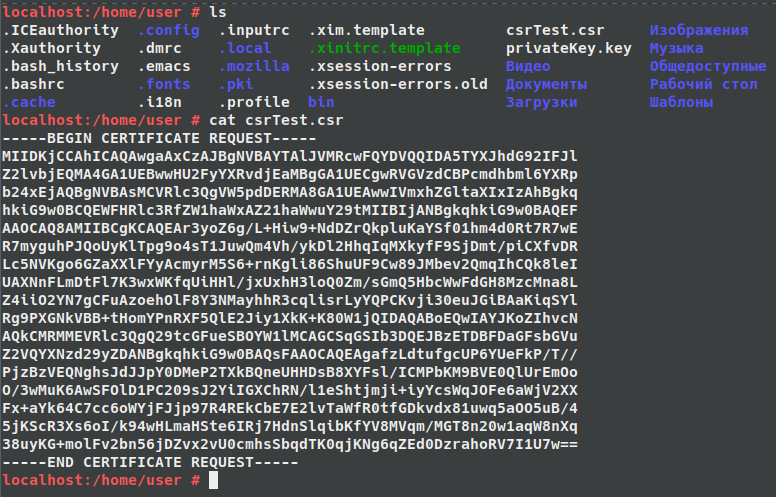 localhost:/home/user # ls
.ICEauthority .config .inputrc .xim.template csrTest.csr Изображения
.Xauthority .dmrc .local .xinitrc.template privateKey.key Музыка
.bash_history .emacs .mozilla .xsession-errors Видео Общедоступные
.bashrc .fonts .pki .xsession-errors.old Документы Рабочий стол
.cache .i18n .profile bin Загрузки Шаблоны
localhost:/home/user # cat csrTest.csr
-----BEGIN CERTIFICATE REQUEST-----
MIIDKjCCAhICAQAwgaAxCzAJBgNVBAYTAlJVMRcwFQYDVQQIDA5TYXJhdG92IFJl
Z2lvbjEQMA4GA1UEBwwHU2FyYXRvdjEaMBgGA1UECgwRVGVzdCBPcmdhbml6YXRp
b24xEjAQBgNVBAsMCVRlc3QgVW5pdDERMA8GA1UEAwwIVmxhZGltaXIxIzAhBgkq
hkiG9w0BCQEWFHRlc3RfZW1haWxAZ21haWwuY29tMIIBIjANBgkqhkiG9w0BAQEF
AAOCAQ8AMIIBCgKCAQEAr3yoZ6g/L+Hiw9+NdDZrQkpluKaYSf01hm4d0Rt7R7wE
R7myguhPJQoUyKlTpg9o4sT1JuwQm4Vh/ykDl2HhqIqMXkyfF9SjDmt/piCXfvDR
Lc5NVKgo6GZaXXlFYyAcmyrM5S6+rnKgli86ShuUF9Cw89JMbev2QmqIhCQk8leI
UAXNnFLmDtFl7K3wxWKfqUiHHl/jxUxhH3loQ0Zm/sGmQ5HbcWwFdGH8MzcMna8L
Z4iiO2YN7gCFuAzoehOlF8Y3NMayhhR3cqlisrLyYQPCKvji30euJGiBAaKiqSYl
Rg9PXGNkVBB+tHomYPnRXF5QlE2Jiy1XkK+K80W1jQIDAQABoEQwIAYJKoZIhvcN
AQkCMRMMEVRlc3QgQ29tcGFueSBOYW1lMCAGCSqGSIb3DQEJBzETDBFDaGFsbGVu
Z2VQYXNzd29yZDANBgkqhkiG9w0BAQsFAAOCAQEAgafzLdtufgcUP6YUeFkP/T//
PjzBzVEQNghsJdJJpY0DMeP2TXkBQneUHHDsB8XYFsl/ICMPbKM9BVE0QlUrEmOo
O/3wMuK6AwSFOlD1PC209sJ2YiIGXChRN/l1eShtjmji+iyYcsWqJOFe6aWjV2XX
Fx+aYk64C7cc6oWYjFJJp97R4REkCbE7E2lvTaWfR0tfGDkvdx81uwq5aOO5uB/4
5jKScR3Xs6oI/k94wHLmaHSte6IRj7HdnSlqibKfYV8MVqm/MGT8n20w1aqW8nXq
38uyKG+molFv2bn56jDZvx2vU0cmhsSbqdTK0qjKNg6qZEd0DzrahoRV7I1U7w==
-----END CERTIFICATE REQUEST-----
localhost:/home/user #